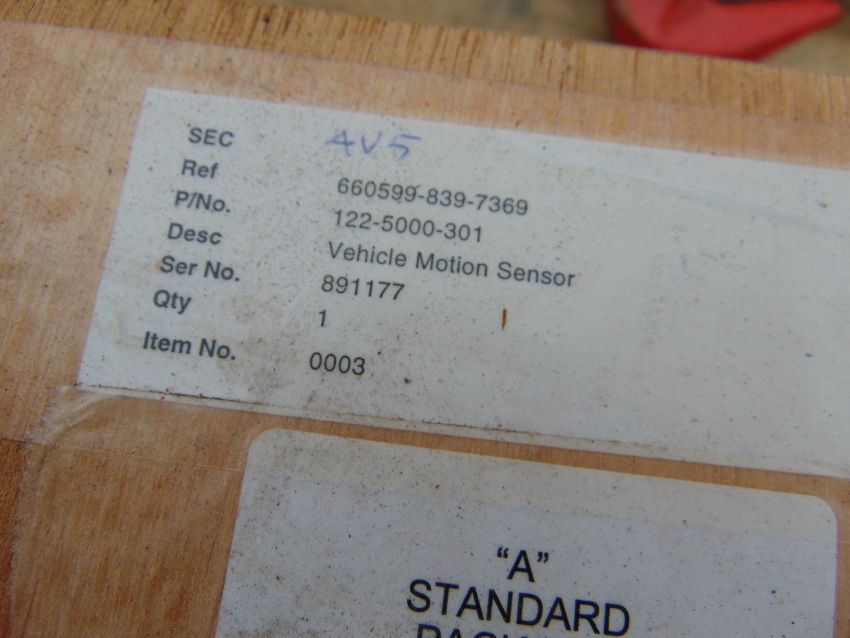 SEC AV5
Ref 660599-839-7369
P/No. 122-5000-301
Desc Vehicle Motion Sensor
Ser No. 891177
Qty 1
Item No. 0003
“A”
STANDARD